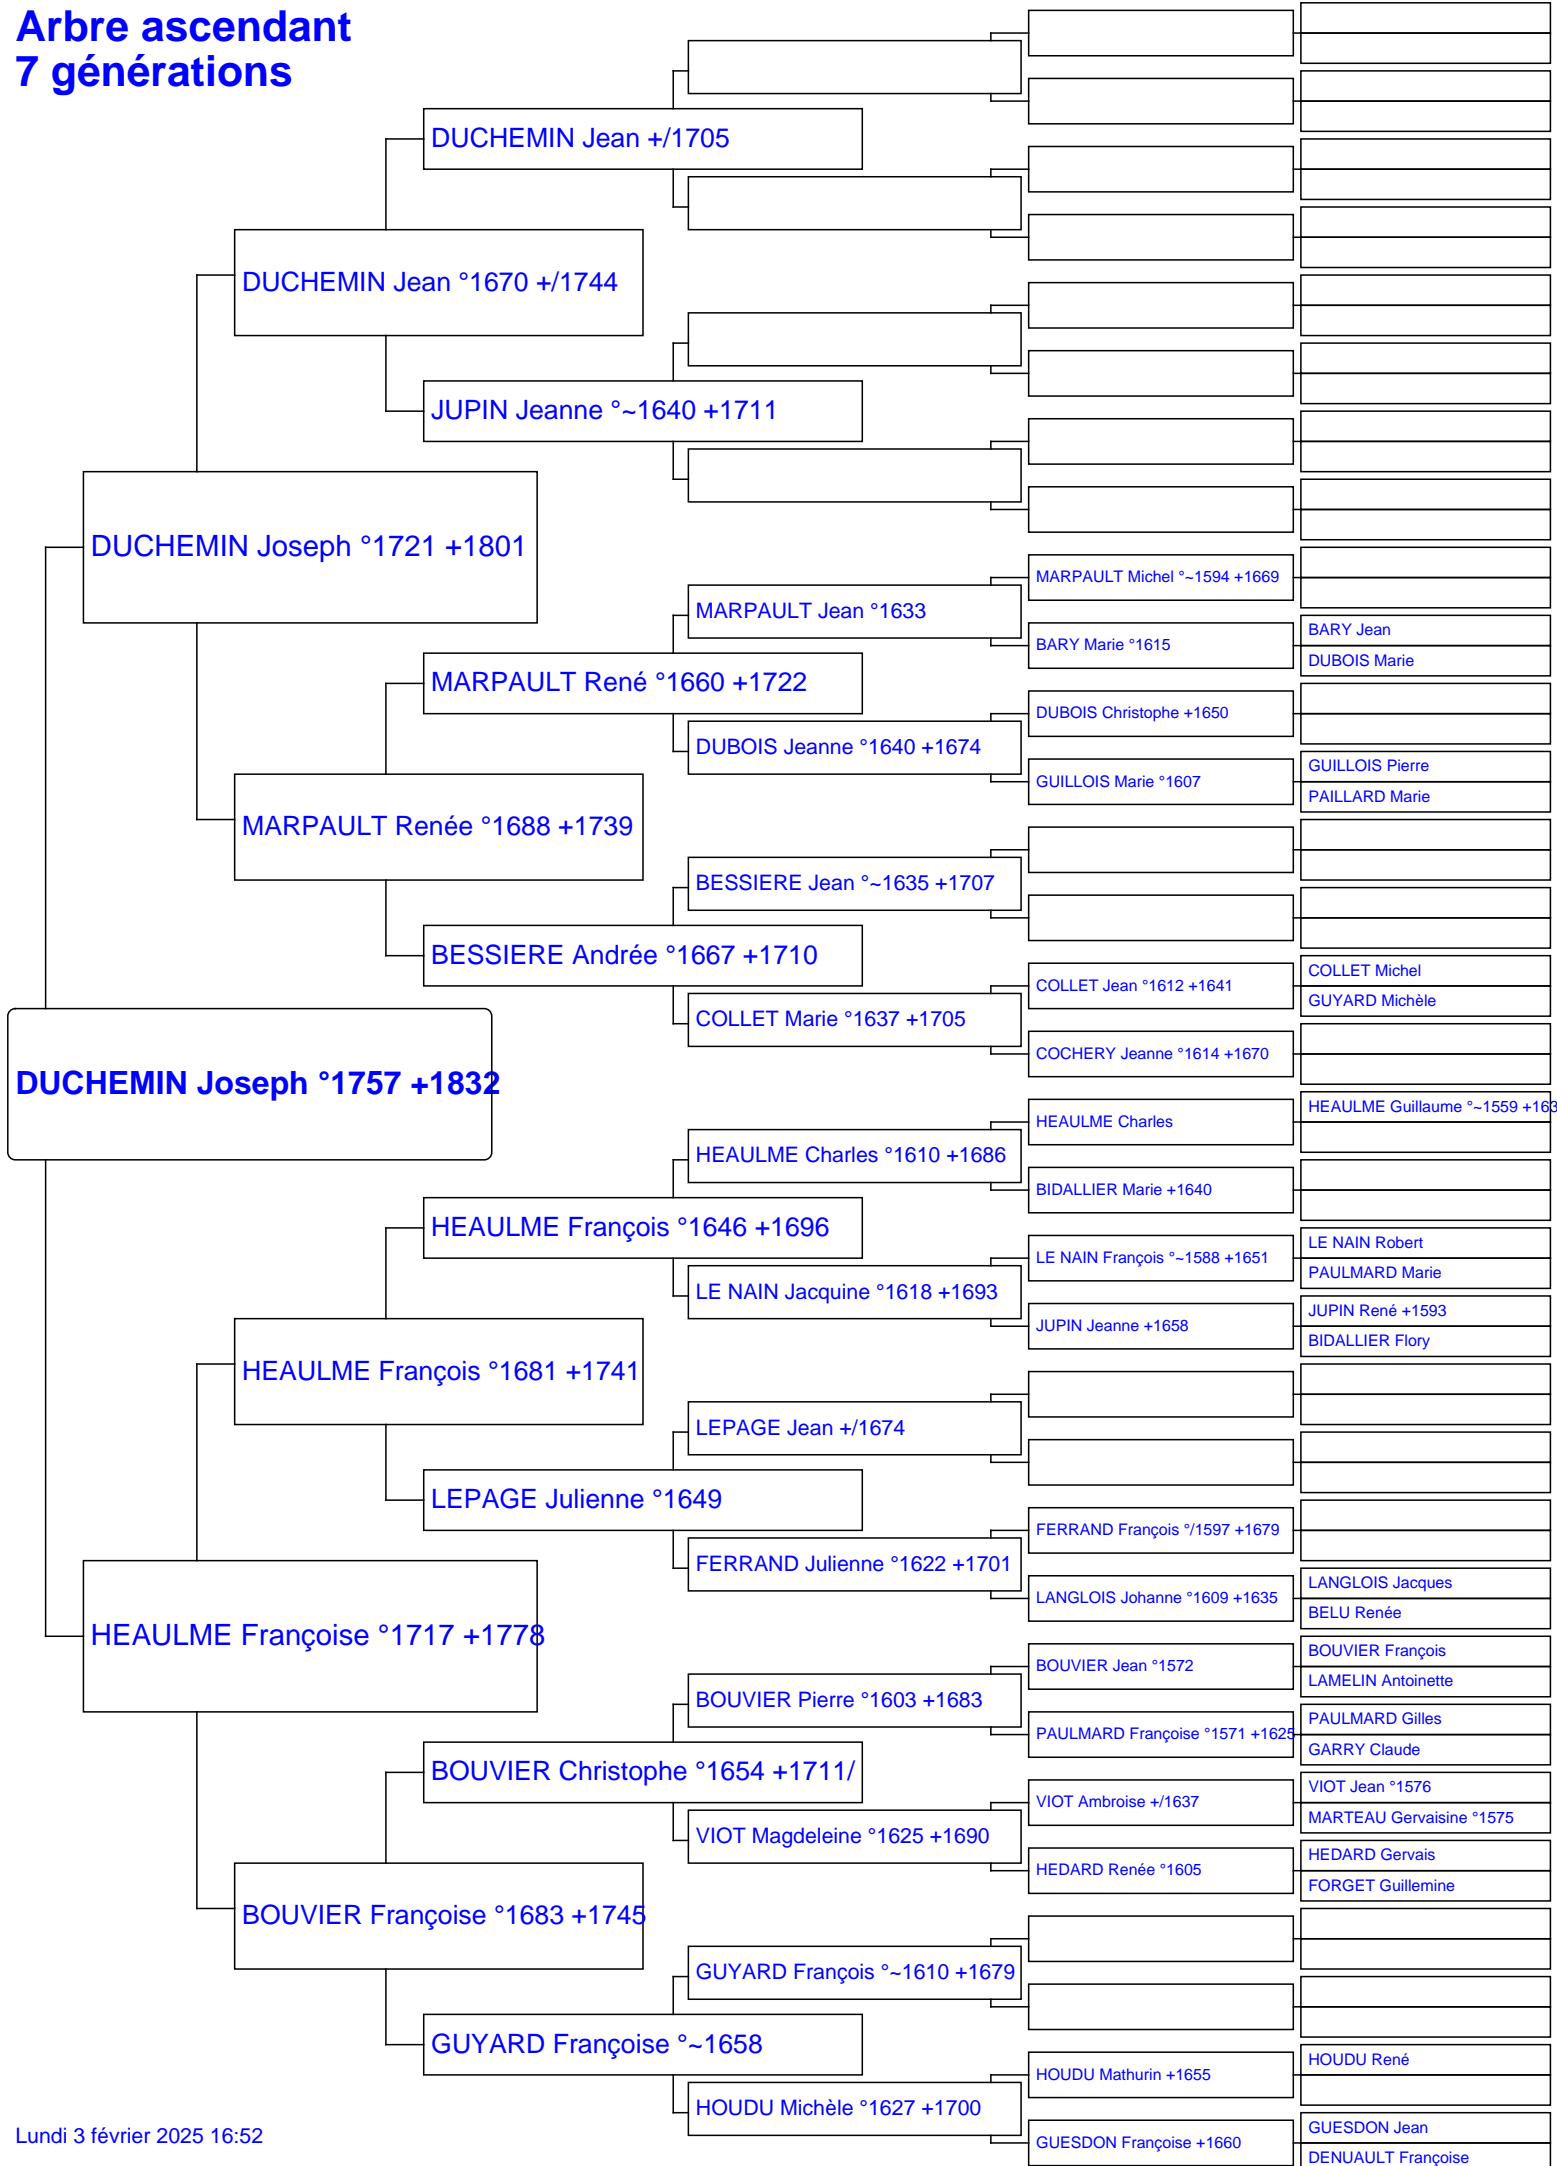 Arbre ascendant
7 générations
DUCHEMIN Jean +/1705
DUCHEMIN Jean °1670 +/1744
JUPIN Jeanne °~1640 +1711
DUCHEMIN Joseph °1721 +1801
MARPAULT Michel °~1594 +1669
MARPAULT Jean °1633
BARY Jean
BARY Marie °1615
DUBOIS Marie
MARPAULT René °1660 +1722
DUBOIS Christophe +1650
DUBOIS Jeanne °1640 +1674
GUILLOIS Pierre
GUILLOIS Marie °1607
PAILLARD Marie
MARPAULT Renée °1688 +1739
BESSIERE Jean °~1635 +1707
BESSIERE Andrée °1667 +1710
COLLET Michel
COLLET Jean °1612 +1641
GUYARD Michèle
COLLET Marie °1637 +1705
COCHERY Jeanne °1614 +1670
DUCHEMIN Joseph °1757 +1832
HEAULME Guillaume °~1559 +163
HEAULME Charles
HEAULME Charles °1610 +1686
BIDALLIER Marie +1640
HEAULME François °1646 +1696
LE NAIN Robert
LE NAIN François °~1588 +1651
PAULMARD Marie
LE NAIN Jacquine °1618 +1693
JUPIN René +1593
JUPIN Jeanne +1658
BIDALLIER Flory
HEAULME François °1681 +1741
LEPAGE Jean +/1674
LEPAGE Julienne °1649
FERRAND François °/1597 +1679
FERRAND Julienne °1622 +1701
LANGLOIS Jacques
LANGLOIS Johanne °1609 +1635
BELU Renée
HEAULME Françoise °1717 +1778
BOUVIER François
BOUVIER Jean °1572
LAMELIN Antoinette
BOUVIER Pierre °1603 +1683
PAULMARD Gilles
PAULMARD Françoise °1571 +1625
GARRY Claude
BOUVIER Christophe °1654 +1711/
VIOT Jean °1576
VIOT Ambroise +/1637
MARTEAU Gervaisine °1575
VIOT Magdeleine °1625 +1690
HEDARD Gervais
HEDARD Renée °1605
FORGET Guillemine
BOUVIER Françoise °1683 +1745
GUYARD François °~1610 +1679
GUYARD Françoise °~1658
HOUDU René
HOUDU Mathurin +1655
HOUDU Michèle °1627 +1700
GUESDON Jean
GUESDON Françoise +1660
DENUAULT Françoise
Lundi 3 février 2025 16:52